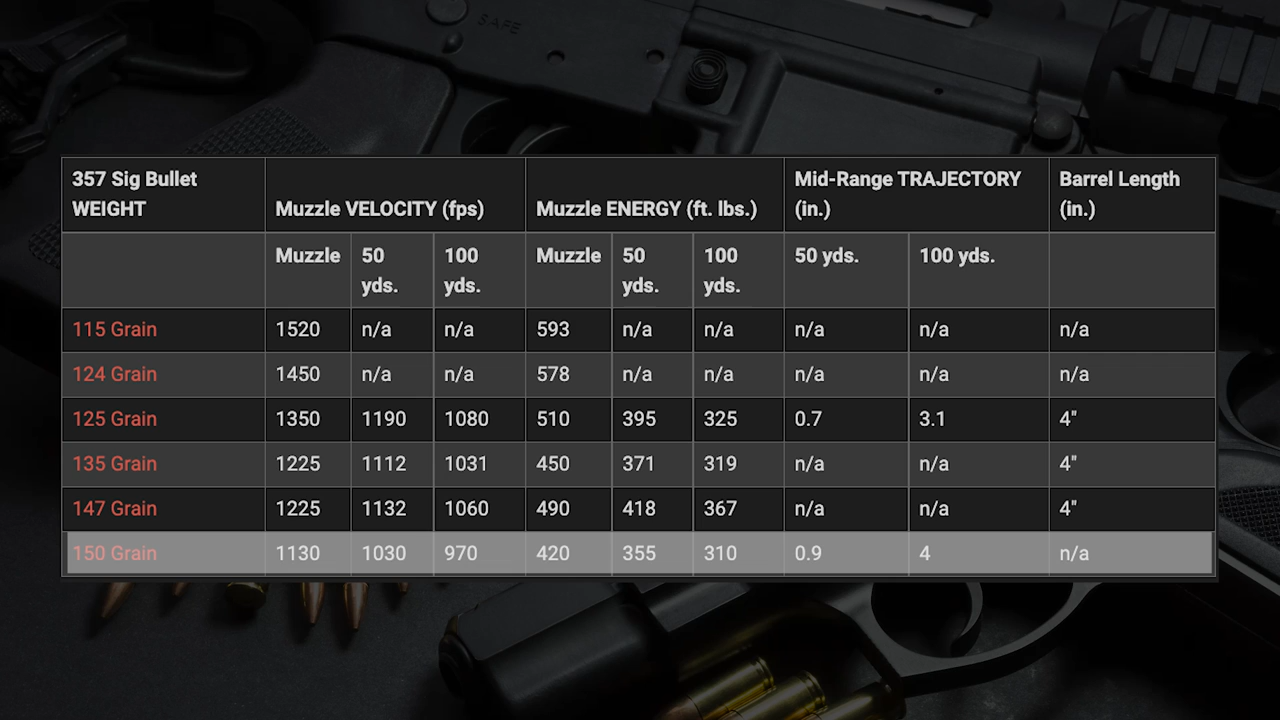 SAFE
357 Sig Bullet WEIGHT Muzzle VELOCITY (fps) Muzzle ENERGY (ft. lbs.) Mid-Range TRAJECTORY (in.) Barrel Length (in.)
Muzzle 50 yds. 100 yds. Muzzle 50 yds. 100 yds. 50 yds. 100 yds.
115 Grain 1520 n/a n/a 593 n/a n/a n/a n/a n/a
124 Grain 1450 n/a n/a 578 n/a n/a n/a n/a n/a
125 Grain 1350 1190 1080 510 395 325 0.7 3.1 4"
135 Grain 1225 1112 1031 450 371 319 n/a n/a 4"
147 Grain 1225 1132 1060 490 418 367 n/a n/a 4"
150 Grain 1130 1030 970 420 355 310 0.9 4 n/a